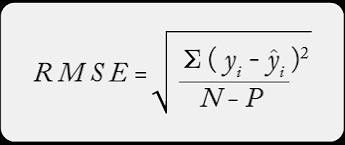 RMSE = √( Σ ( yᵢ - ŷᵢ )² / N - P )